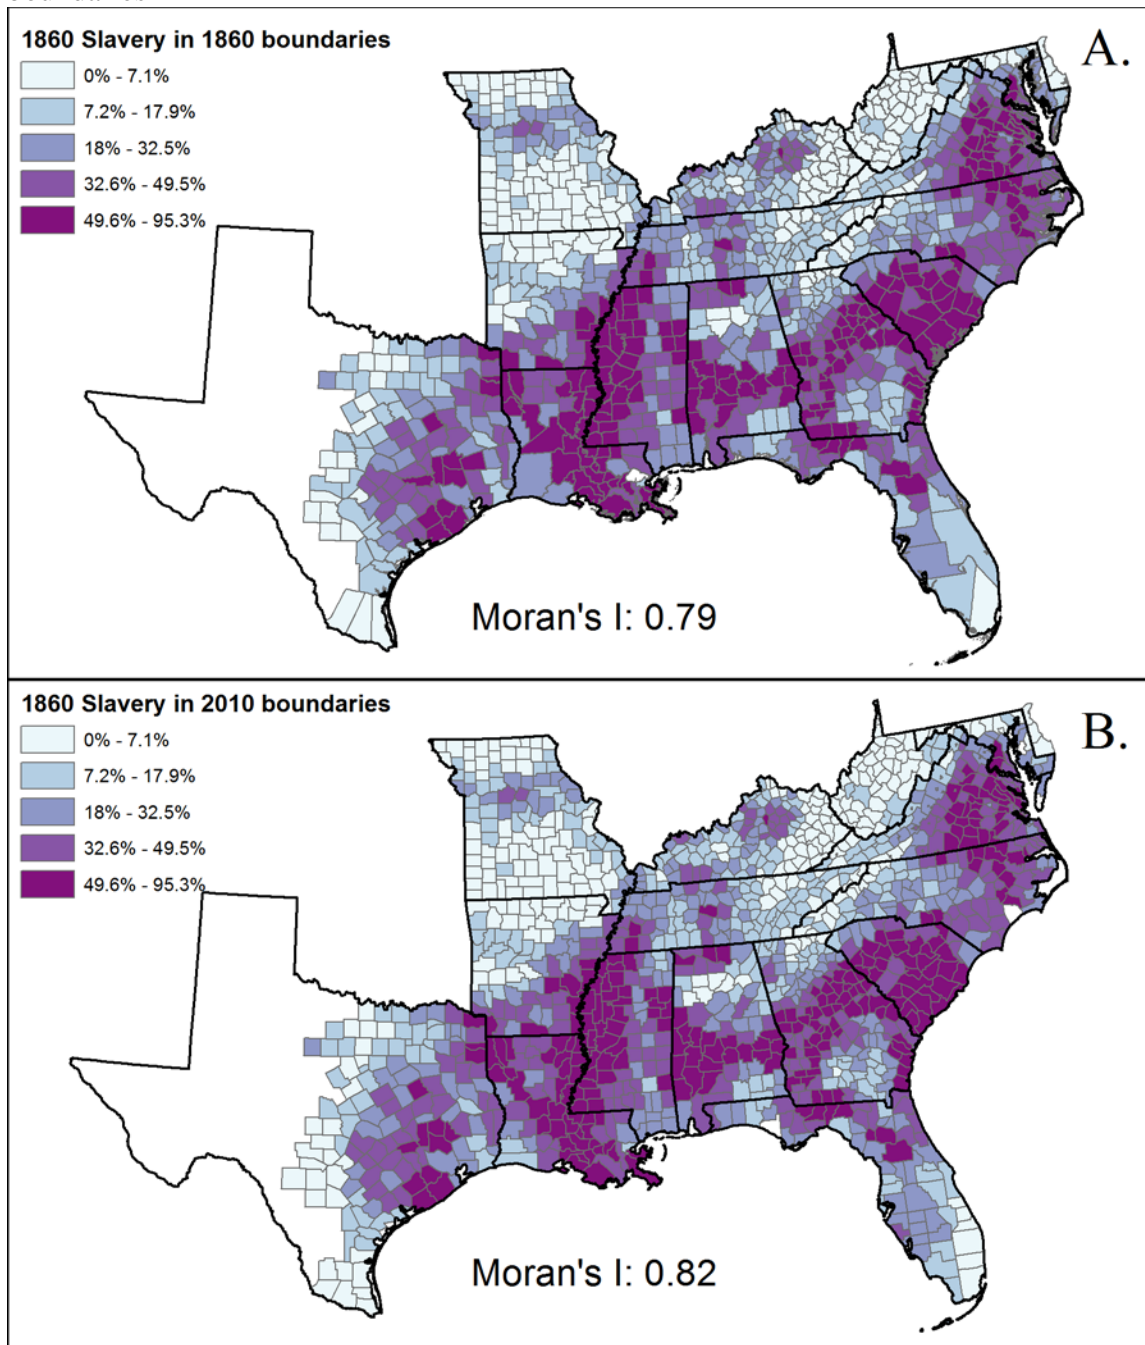 1860 Slavery in 1860 boundaries
A.
0% - 7.1%
7.2% - 17.9%
18% - 32.5%
32.6% - 49.5%
49.6% - 95.3%
Moran's I: 0.79
1860 Slavery in 2010 boundaries
B.
0% - 7.1%
7.2% - 17.9%
18% - 32.5%
32.6% - 49.5%
49.6% - 95.3%
Moran's I: 0.82